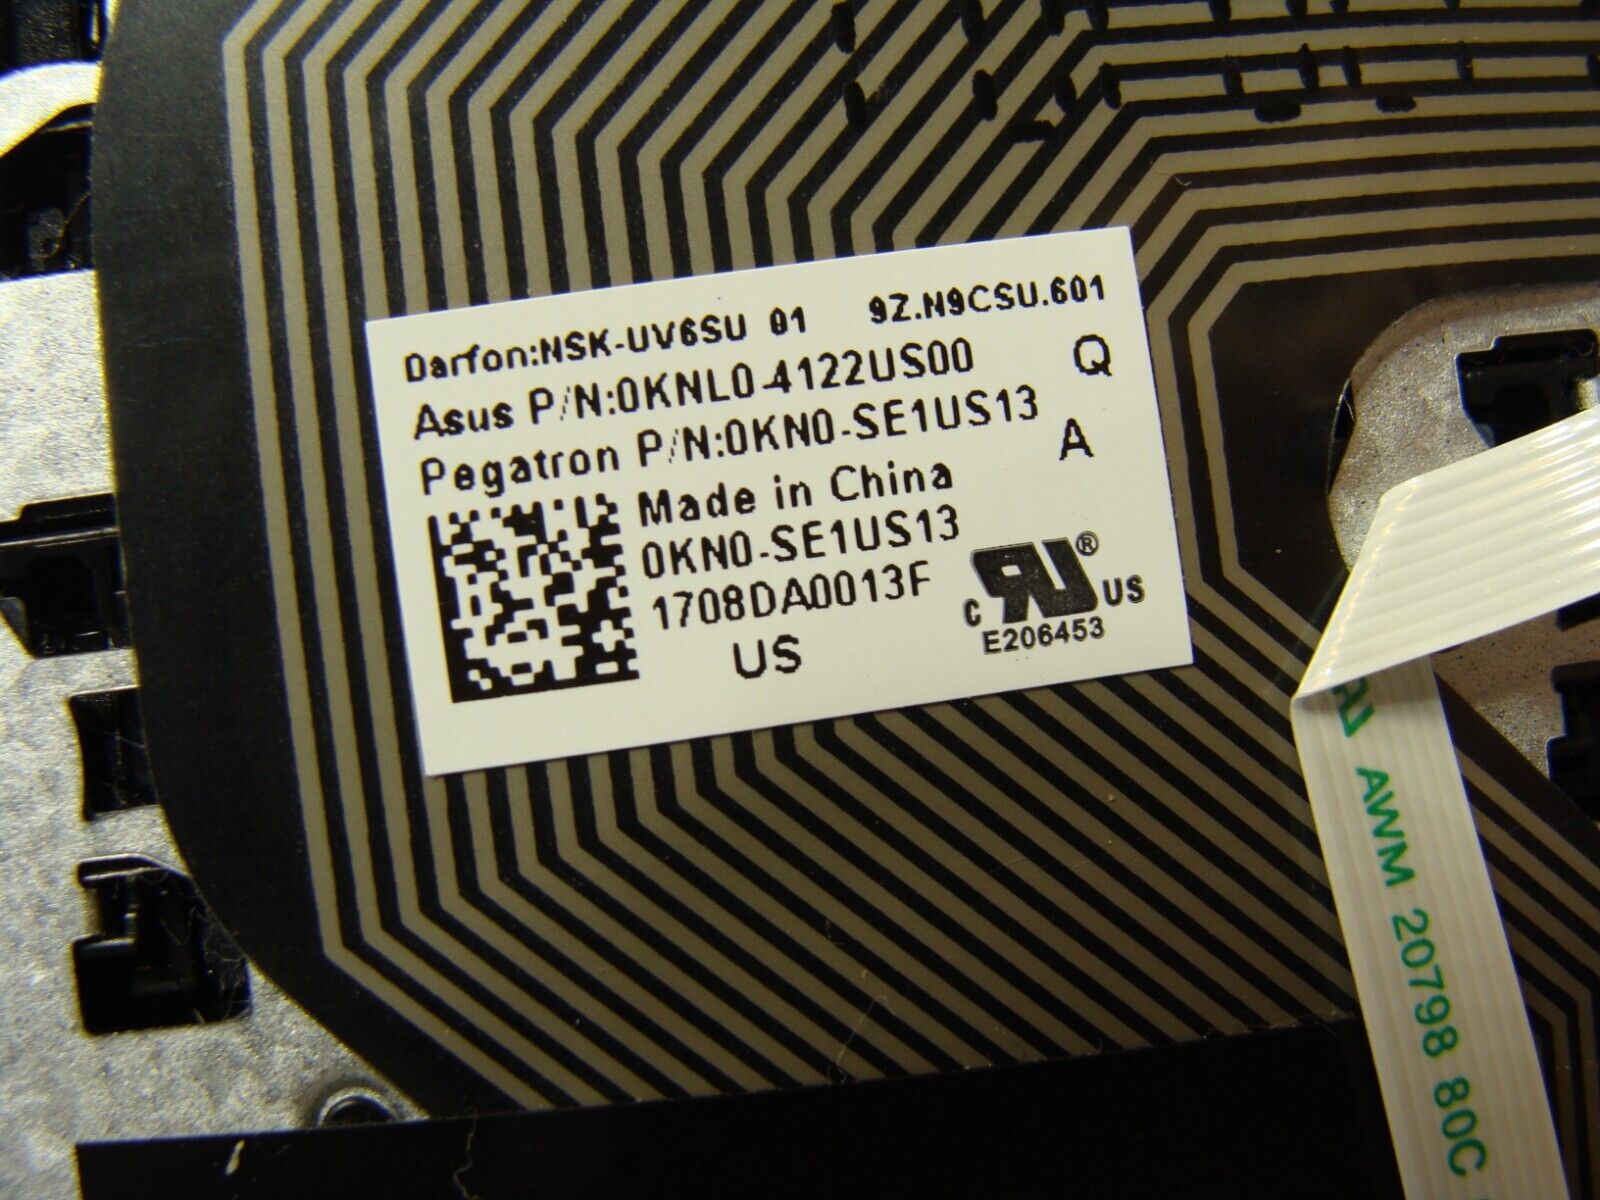 Darfon:NSK-UV6SU 01 9Z.N9CSU.601
Asus P/N:0KNL0-4122US00 Q
Pegatron P/N:0KN0-SE1US13 A
Made in China
0KN0-SE1US13
1708DA0013F
US
c RU ® US
E206453
AWM 20798 80C